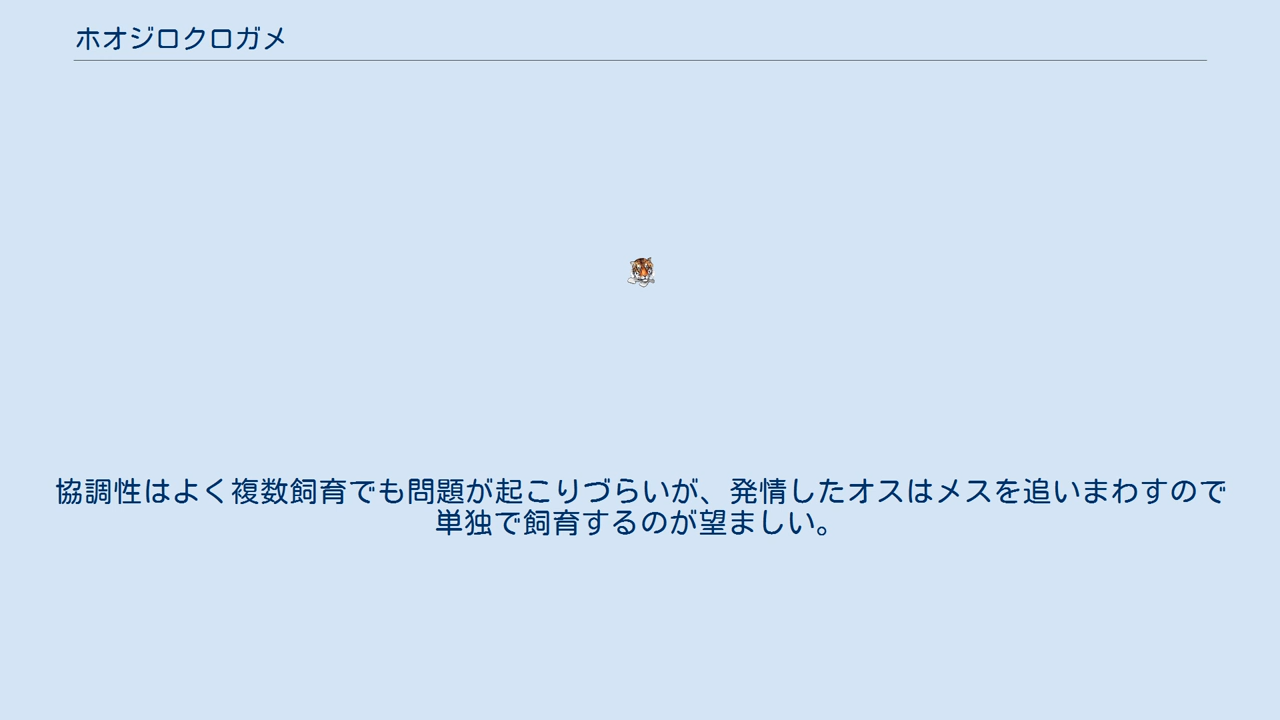 ホオジロクロガメ
協調性はよく複数飼育でも問題が起こりづらいが、発情したオスはメスを追いまわすので
単独で飼育するのが望ましい。